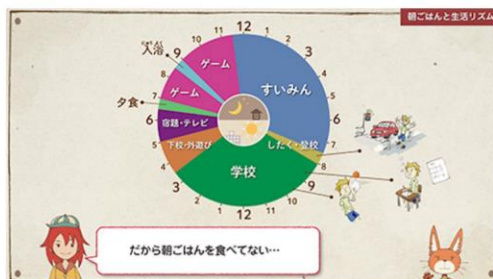 朝ごはんと生活リズム
12
11
1
10
2
入浴
9
3
8
4
7
5
夕食
6
6
5
7
4
8
3
9
2
10
1
11
12
ゲーム
すいみん
ゲーム
宿題・テレビ
下校・外遊び
したく・登校
学校
だから朝ごはんを食べてない…